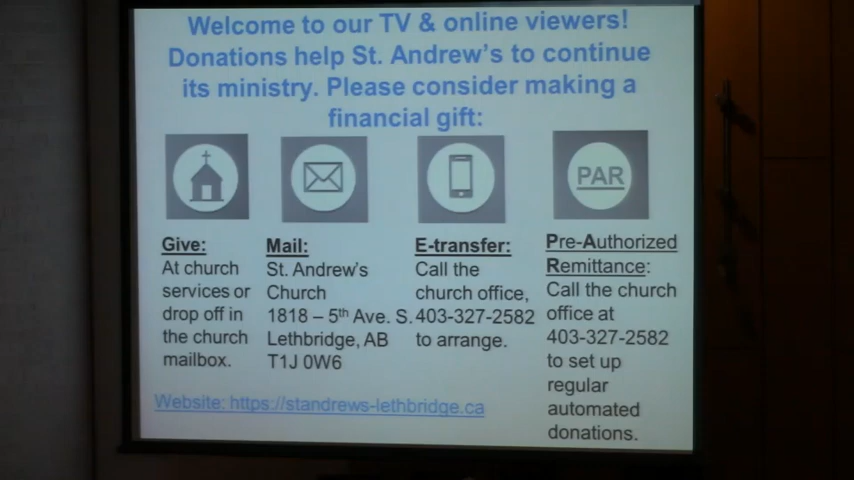 Welcome to our TV & online viewers!
Donations help St. Andrew's to continue
its ministry. Please consider making a
financial gift:
PAR
Give:
At church
services or
drop off in
the church
mailbox.
Mail:
St. Andrew's
Church
1818 – 5th Ave. S.
Lethbridge, AB
T1J 0W6
E-transfer:
Call the
church office,
403-327-2582
to arrange.
Pre-Authorized
Remittance:
Call the church
office at
403-327-2582
to set up
regular
automated
donations.
Website: https://standrews-lethbridge.ca